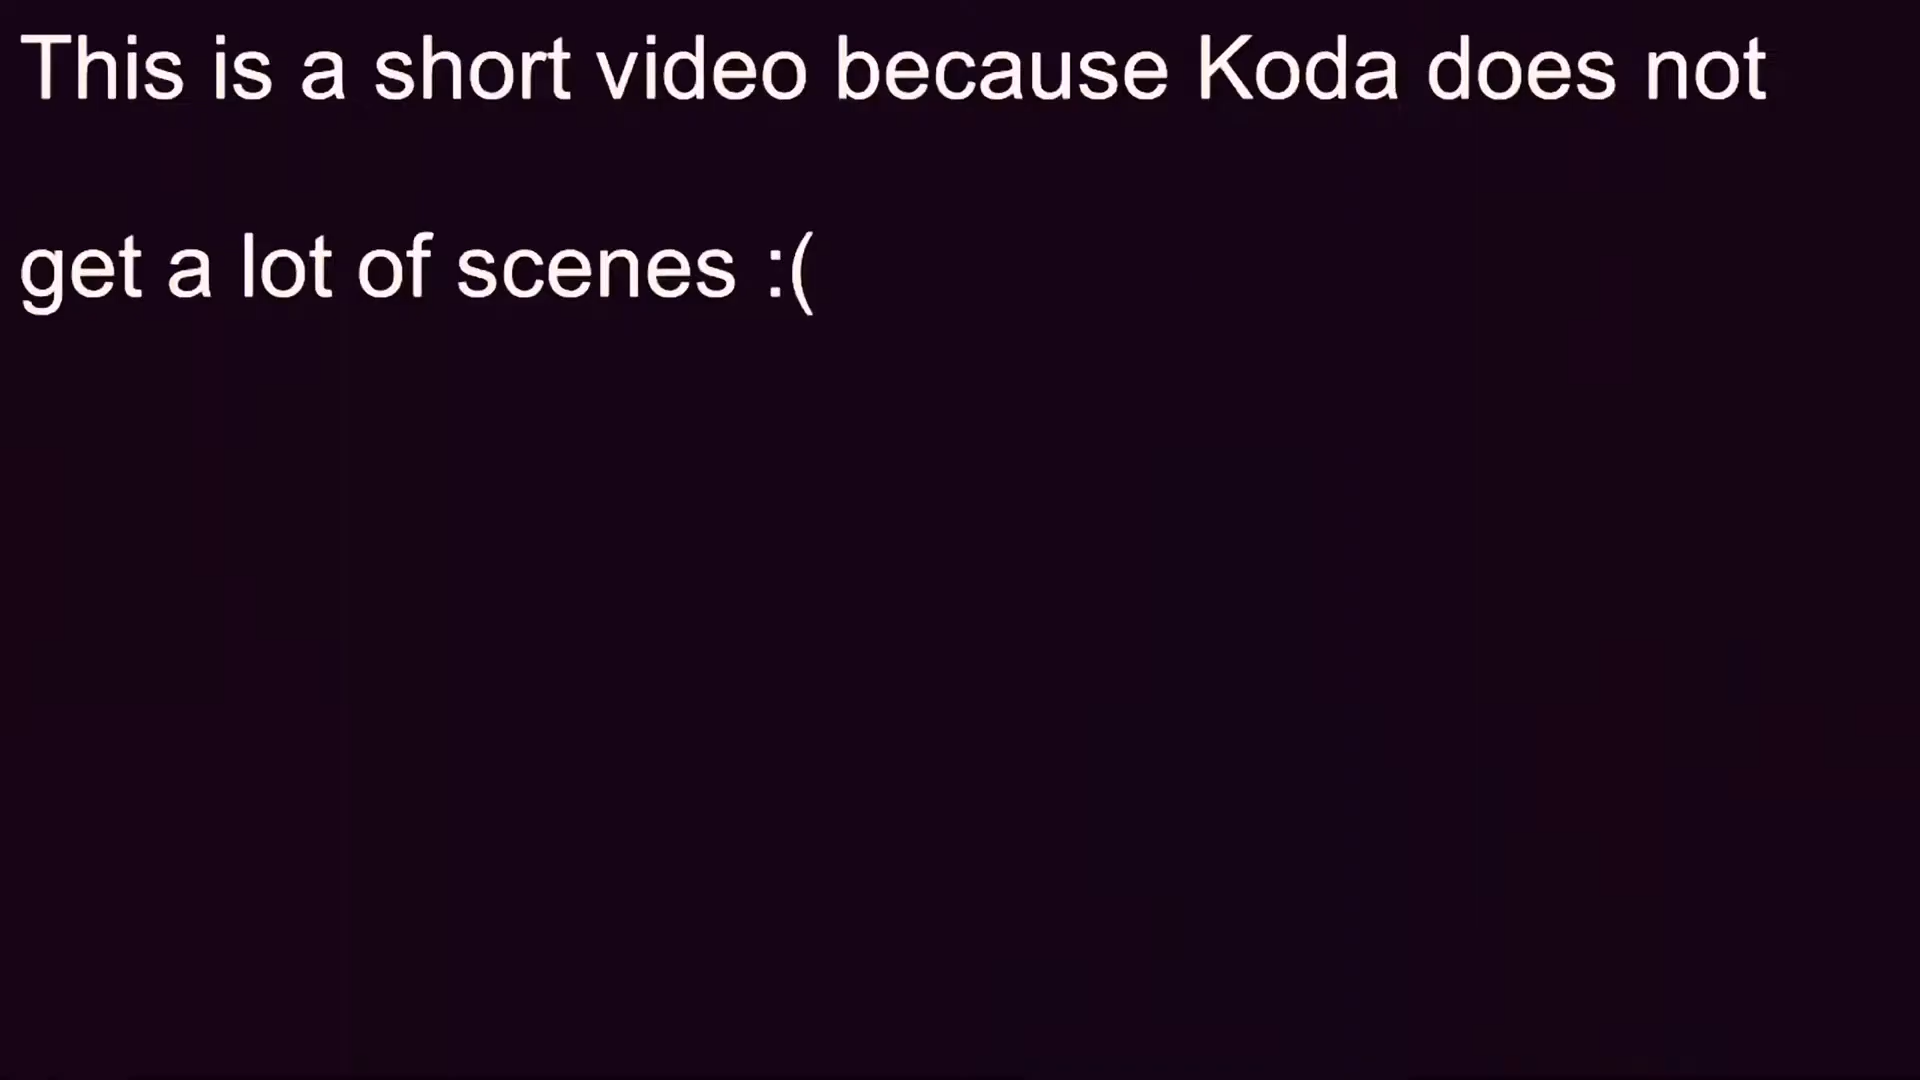 This is a short video because Koda does not
get a lot of scenes :(